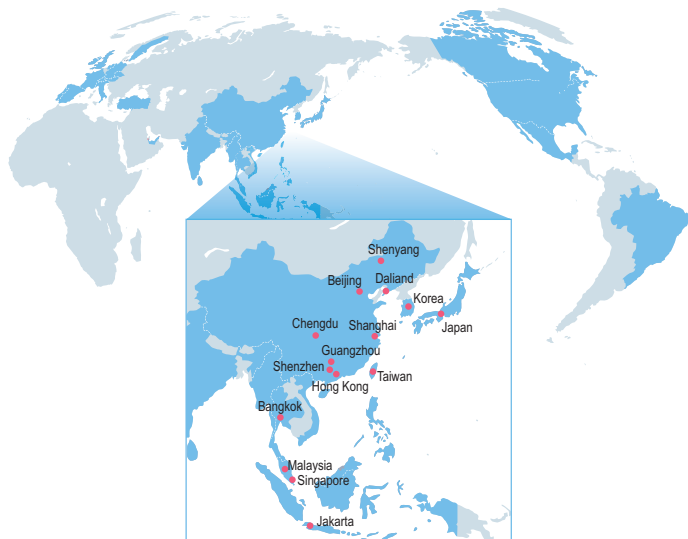 Shenyang
Beijing
Daliand
Korea
Japan
Chengdu
Shanghai
Guangzhou
Shenzhen
Hong Kong
Taiwan
Bangkok
Malaysia
Singapore
Jakarta